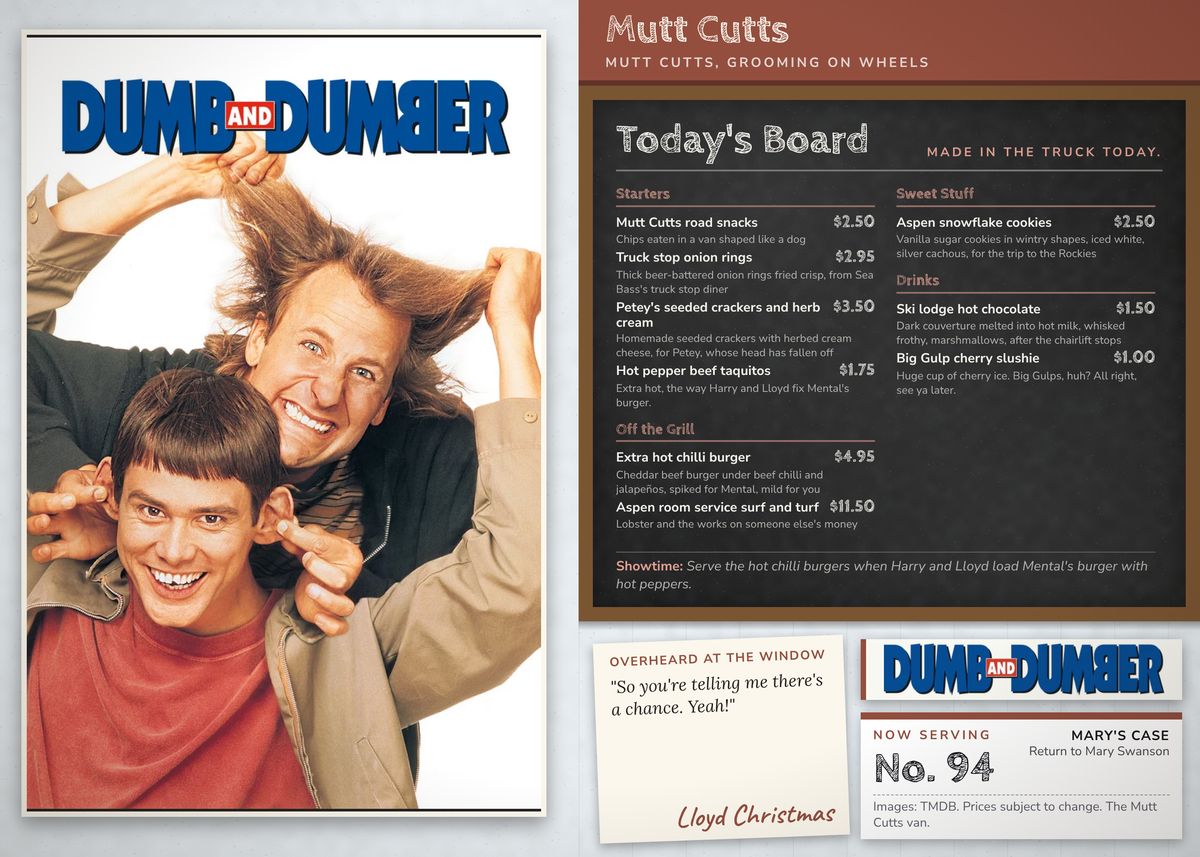 DUMB AND DUMBER
Mutt Cutts
MUTT CUTTS, GROOMING ON WHEELS
Today's Board
MADE IN THE TRUCK TODAY.
Starters
Mutt Cutts road snacks $2.50
Chips eaten in a van shaped like a dog
Truck stop onion rings $2.95
Thick beer-battered onion rings fried crisp, from Sea
Bass's truck stop diner
Petey's seeded crackers and herb $3.50
cream
Homemade seeded crackers with herbed cream
cheese, for Petey, whose head has fallen off
Hot pepper beef taquitos $1.75
Extra hot, the way Harry and Lloyd fix Mental's
burger.
Off the Grill
Extra hot chilli burger $4.95
Cheddar beef burger under beef chilli and
jalapeños, spiked for Mental, mild for you
Aspen room service surf and turf $11.50
Lobster and the works on someone else's money
Sweet Stuff
Aspen snowflake cookies $2.50
Vanilla sugar cookies in wintry shapes, iced white,
silver cachous, for the trip to the Rockies
Drinks
Ski lodge hot chocolate $1.50
Dark couverture melted into hot milk, whisked
frothy, marshmallows, after the chairlift stops
Big Gulp cherry slushie $1.00
Huge cup of cherry ice. Big Gulps, huh? All right,
see ya later.
Showtime: Serve the hot chilli burgers when Harry and Lloyd load Mental's burger with
hot peppers.
OVERHEARD AT THE WINDOW
"So you're telling me there's
a chance. Yeah!"
Lloyd Christmas
DUMB AND DUMBER
NOW SERVING
No. 94
MARY'S CASE
Return to Mary Swanson
Images: TMDB. Prices subject to change. The Mutt
Cutts van.